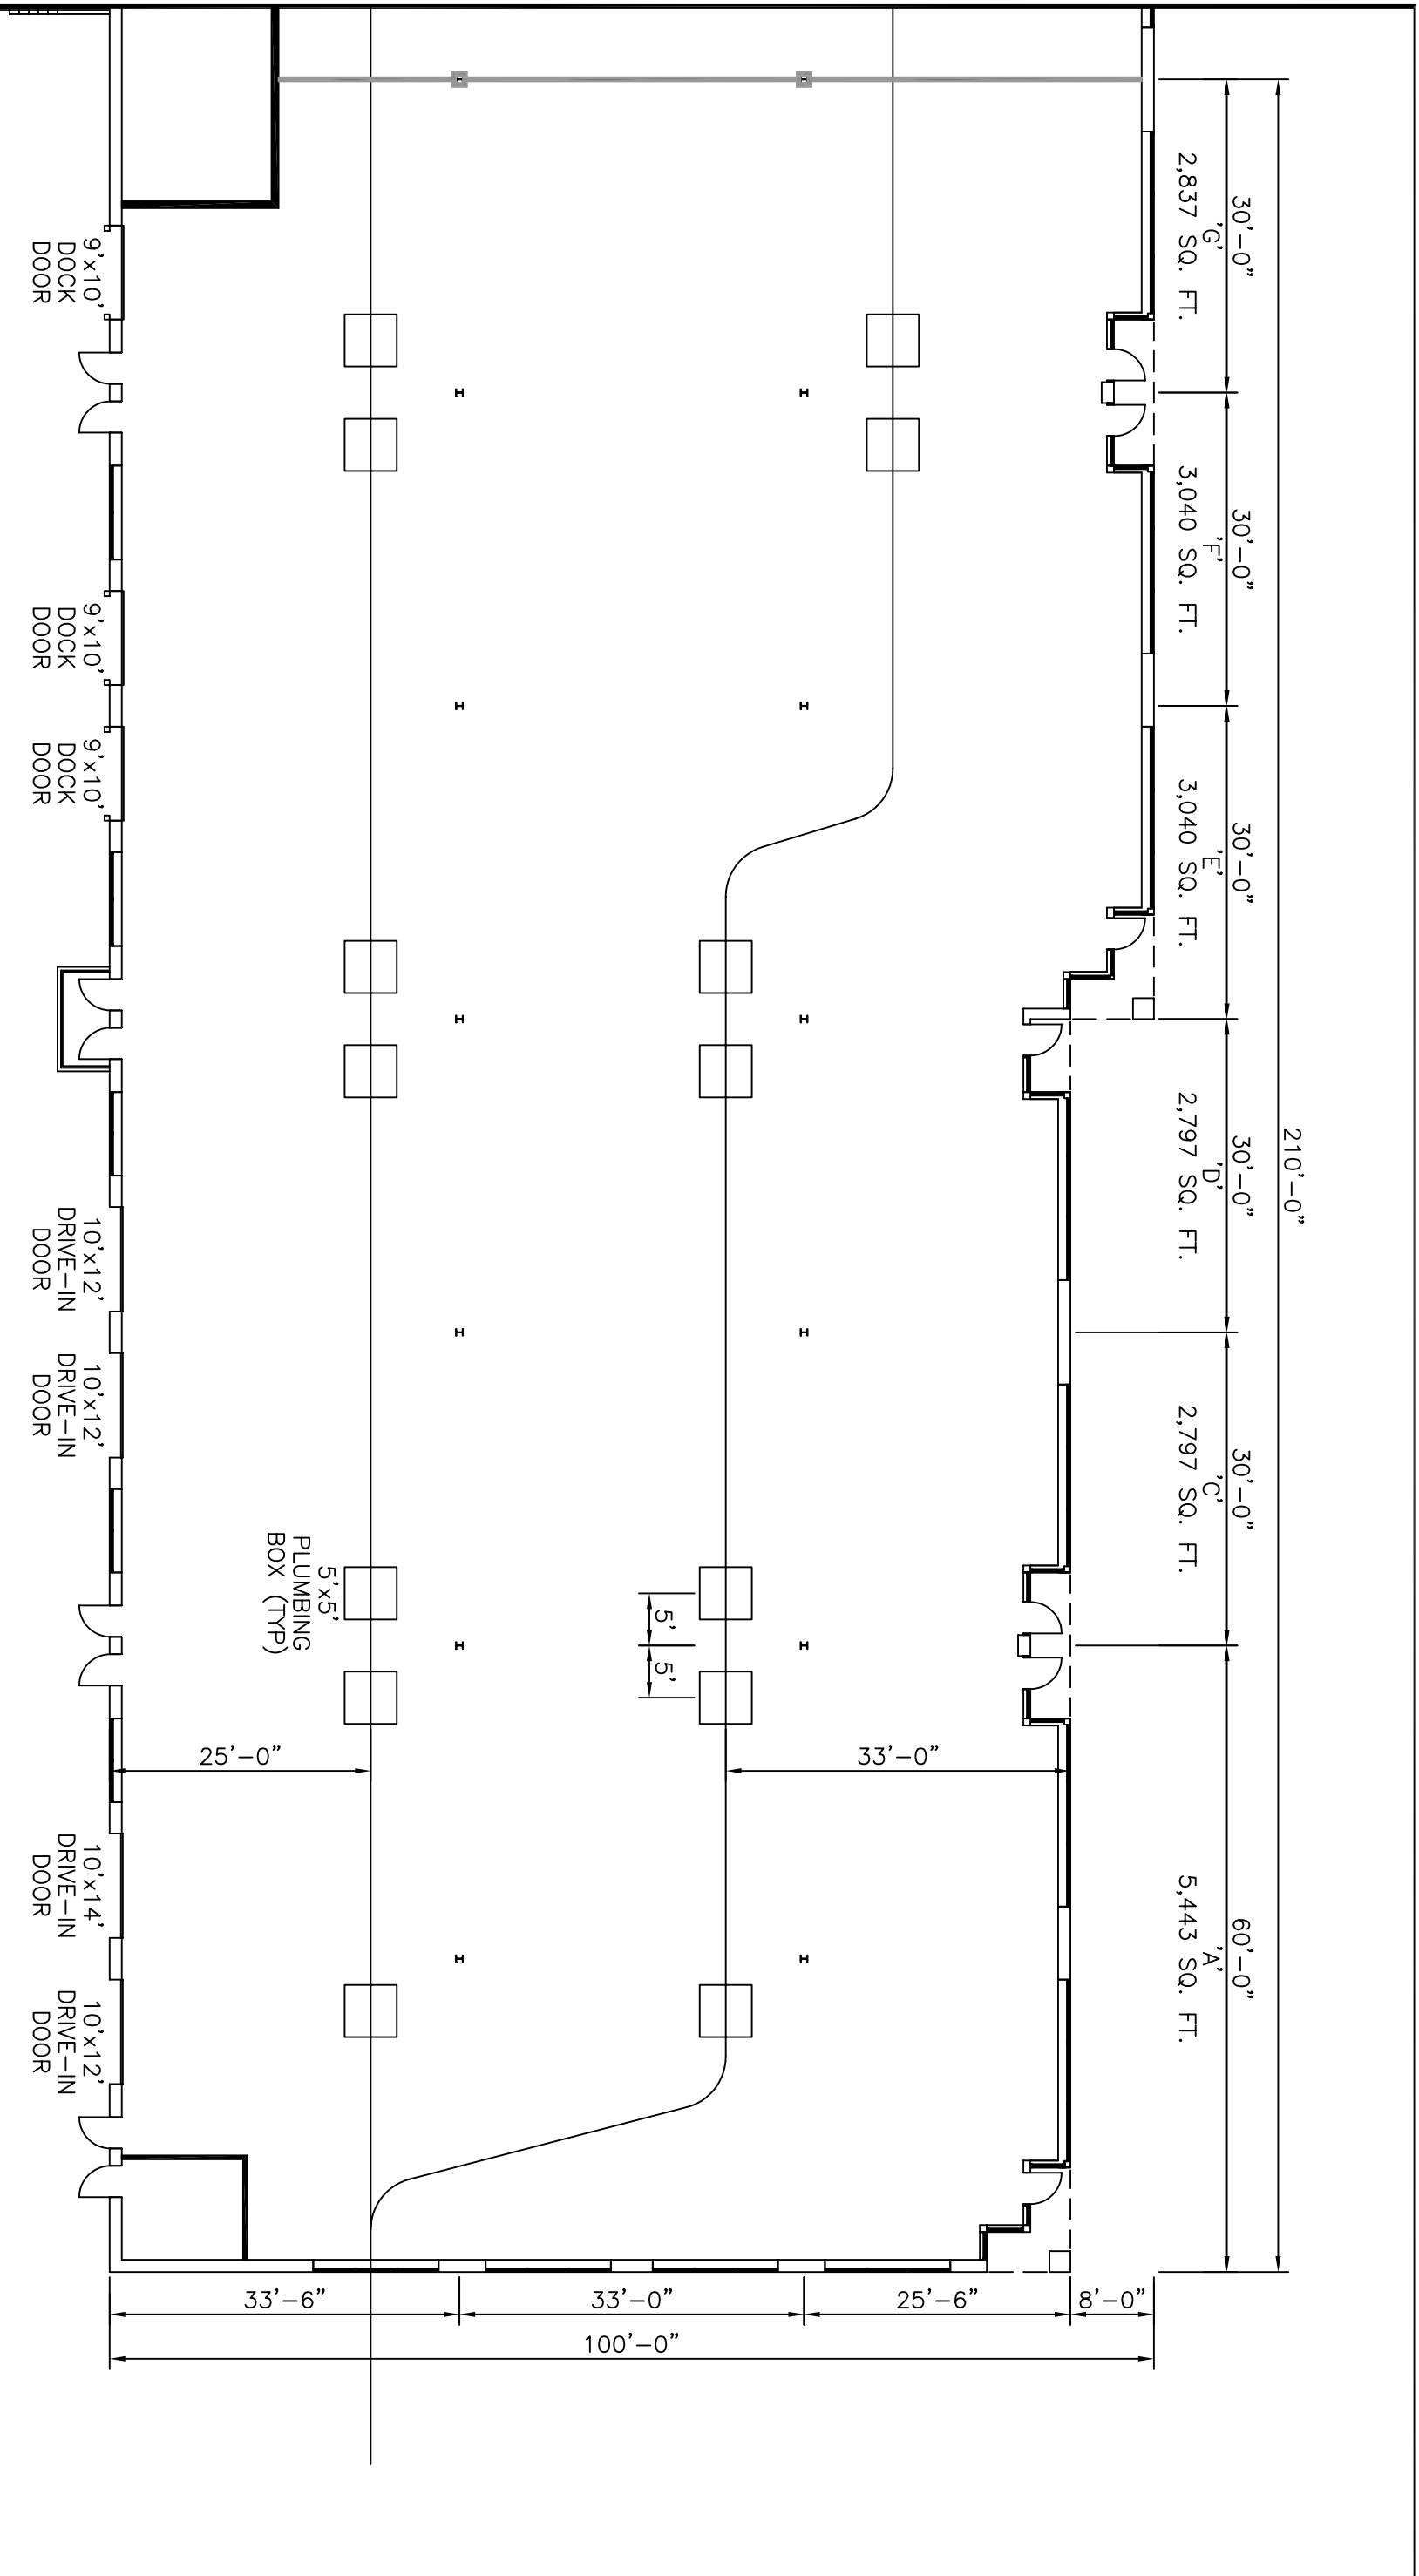 210'-0"
30'-0"
'G'
2,837 SQ. FT.
30'-0"
'F'
3,040 SQ. FT.
30'-0"
'E'
3,040 SQ. FT.
30'-0"
'D'
2,797 SQ. FT.
30'-0"
'C'
2,797 SQ. FT.
60'-0"
'A'
5,443 SQ. FT.
5'
5'
5'x5'
PLUMBING
BOX (TYP)
25'-0"
33'-0"
9'x10'
DOCK
DOOR
9'x10'
DOCK
DOOR
9'x10'
DOCK
DOOR
10'x12'
DRIVE-IN
DOOR
10'x12'
DRIVE-IN
DOOR
10'x14'
DRIVE-IN
DOOR
10'x12'
DRIVE-IN
DOOR
33'-6"
33'-0"
25'-6"
8'-0"
100'-0"